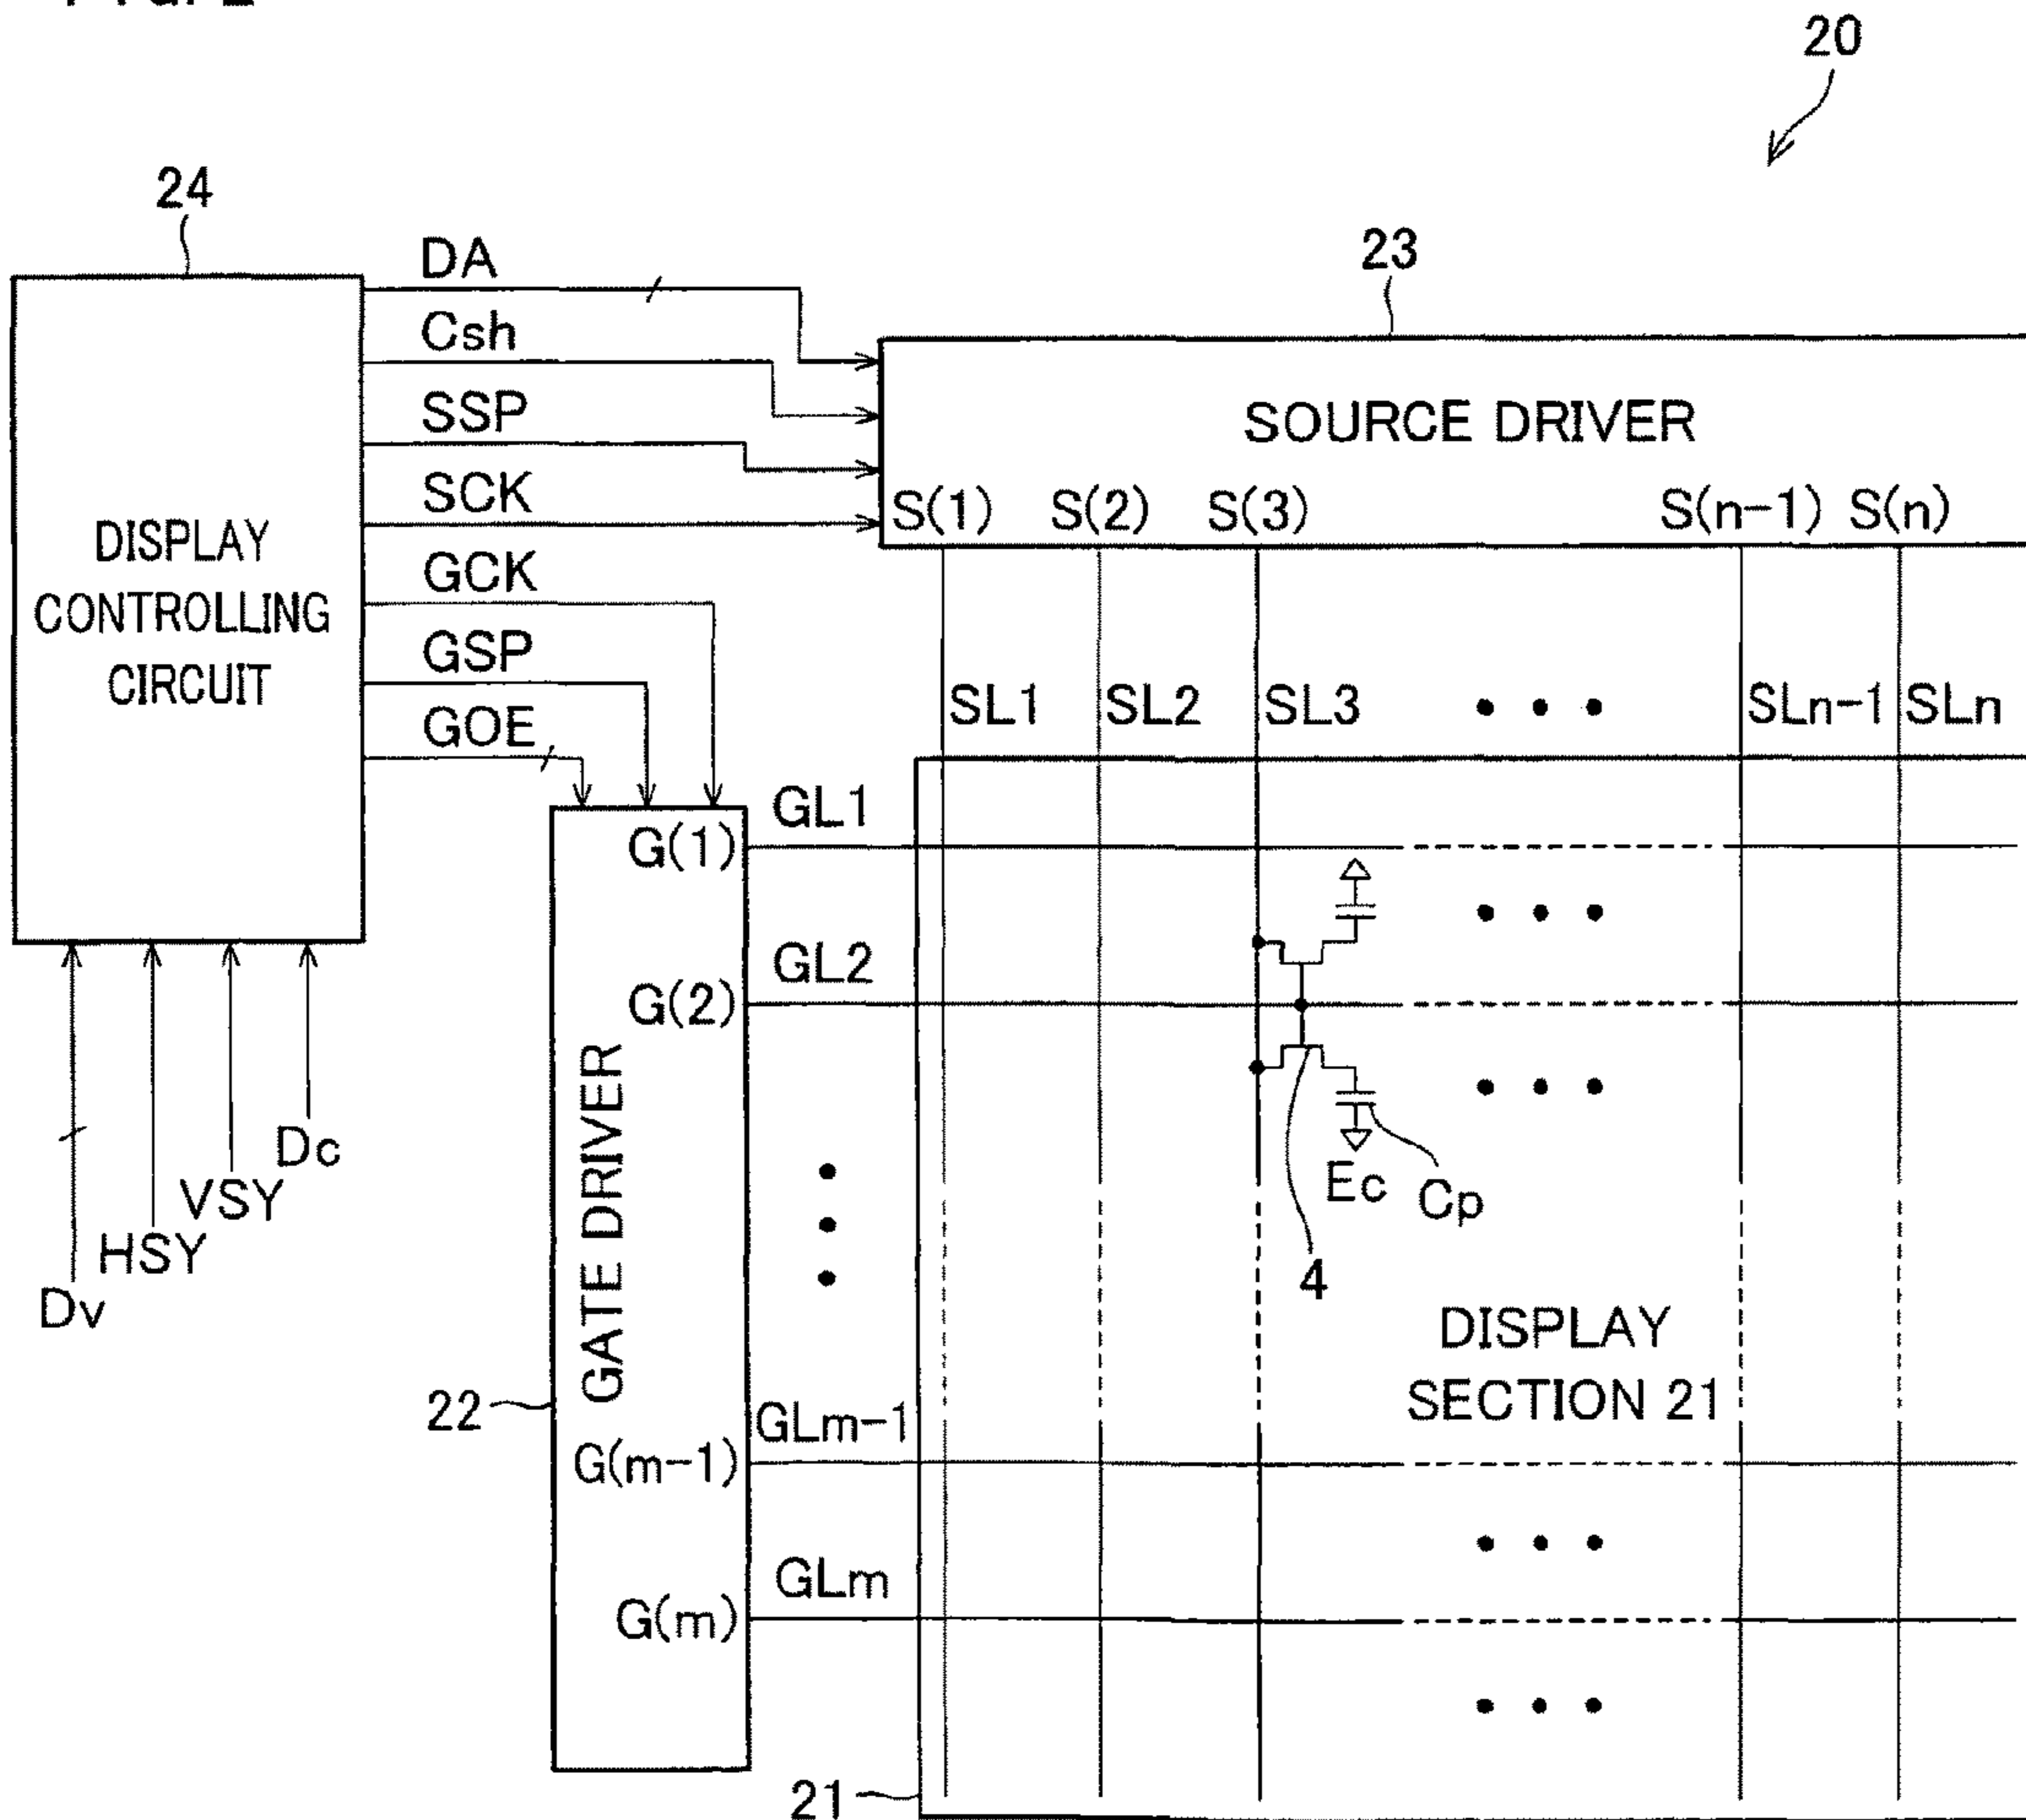 20
24
23
DA
Csh
SSP
SCK
GCK
GSP
GOE
DISPLAY
CONTROLLING
CIRCUIT
SOURCE DRIVER
S(1) S(2) S(3) S(n-1) S(n)
SL1 SL2 SL3 • • • SLn-1 SLn
GL1
G(1)
GL2
G(2)
GATE DRIVER
Dc
VSY
HSY
Dv
Ec
Cp
4
DISPLAY
SECTION 21
22
GLm-1
G(m-1)
GLm
G(m)
21